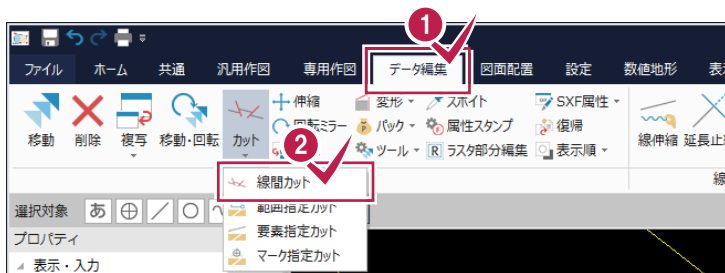 1
ファイル ホーム 共通 汎用作図 専用作図 データ編集 図面配置 設定 数値地形
伸縮 変形 スポイト SXF属性
回転ミラー パック 属性スタンプ 復帰
移動 削除 複写 移動・回転 カット ツール R ラスタ部分編集 表示順 線伸縮
2
線間カット
選択対象 あ
範囲指定カット
プロパティ
要素指定カット
表示・入力
マーク指定カット